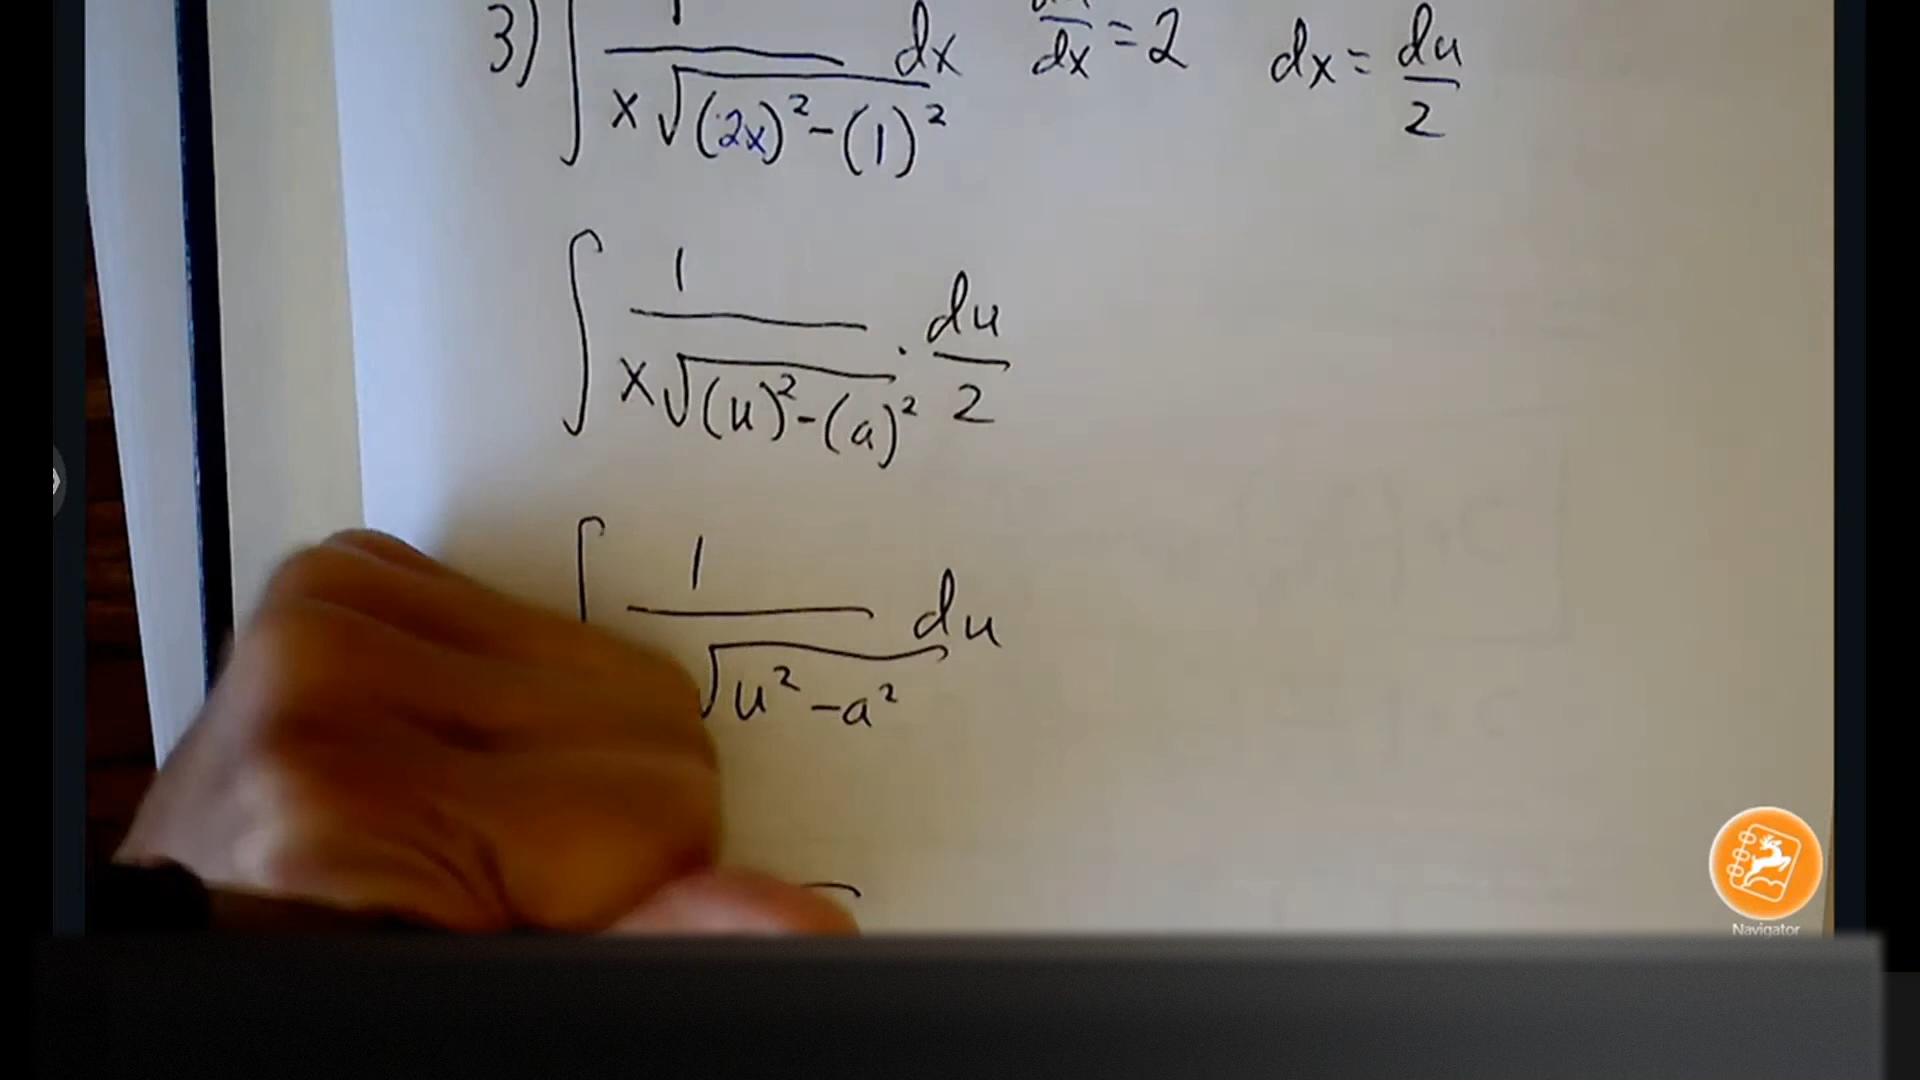 3) ∫ 1/(x√((2x)²-(1)²)) dx  /dx = 2  dx = du/2
∫ 1/(x√((u)²-(a)²)) · du/2
∫ 1/(√(u²-a²)) du
Navigator